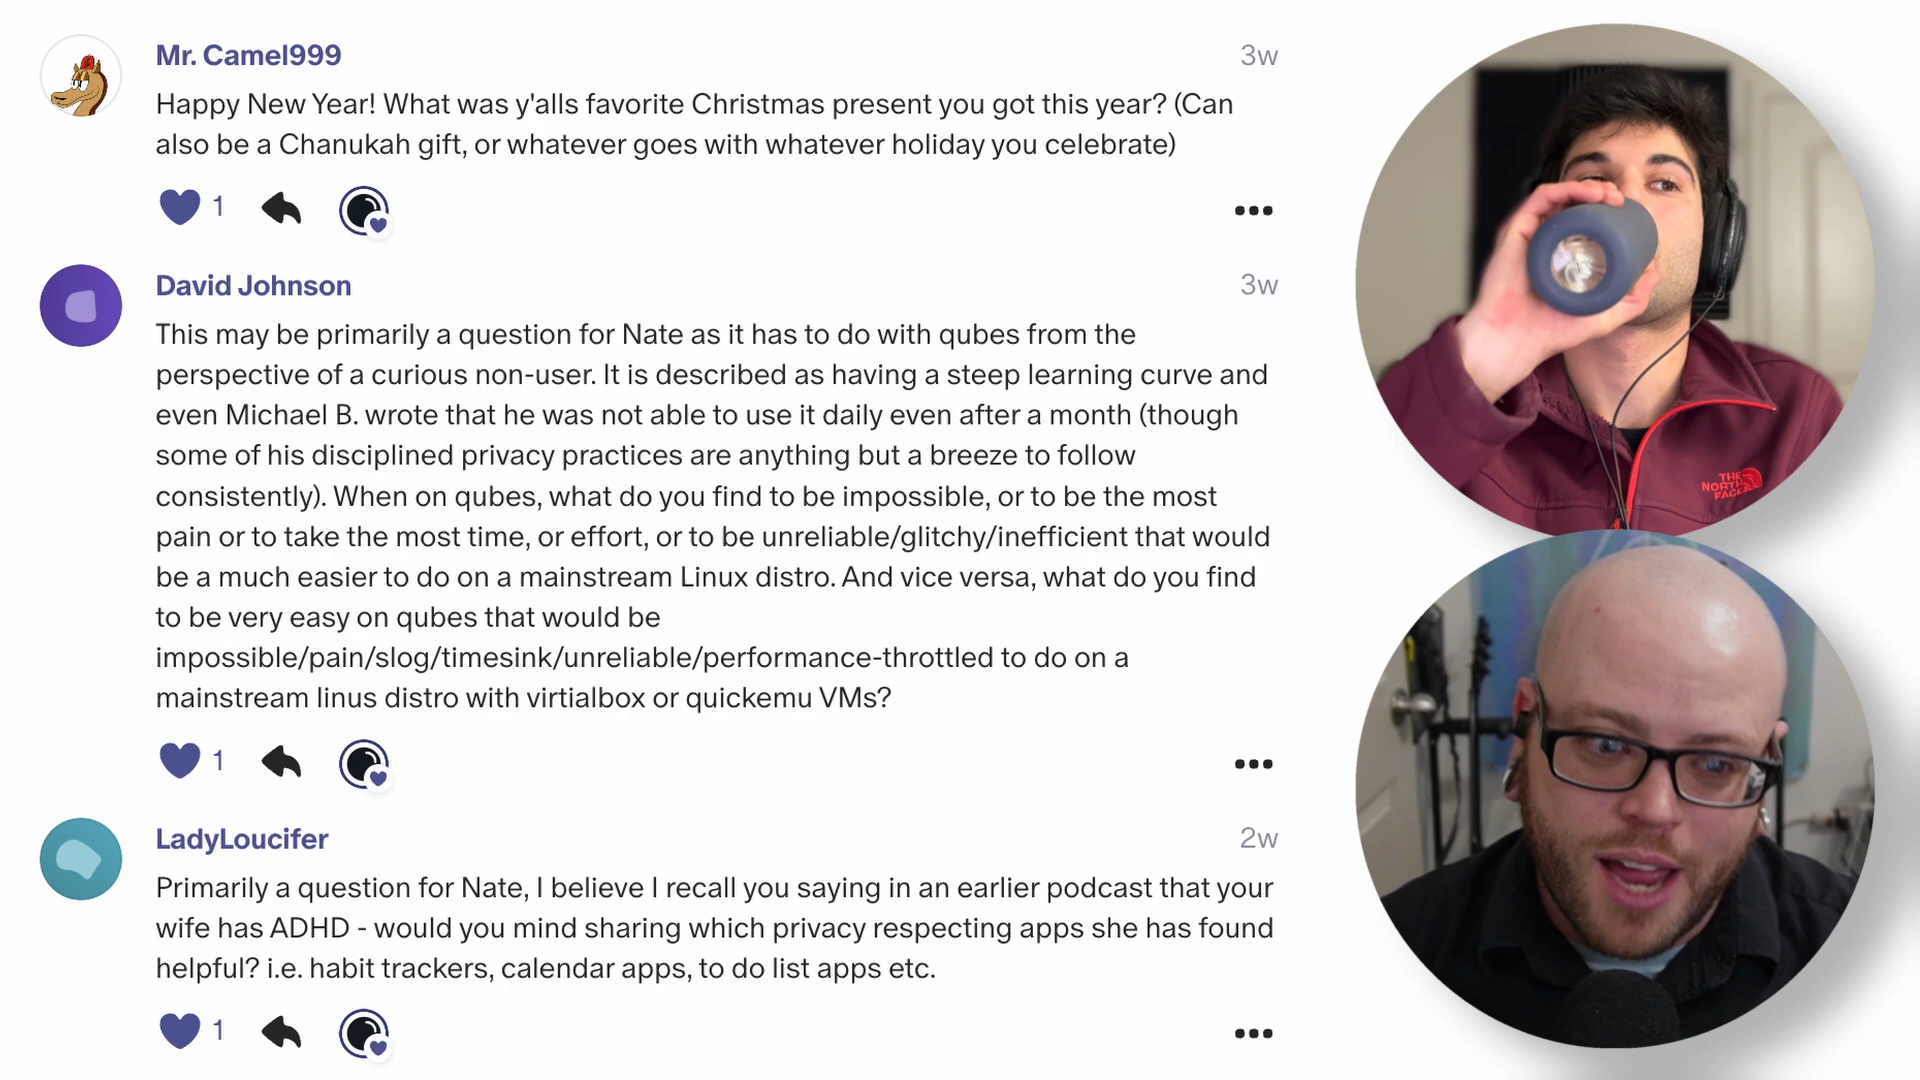 Mr. Camel999
3w
Happy New Year! What was y'alls favorite Christmas present you got this year? (Can
also be a Chanukah gift, or whatever goes with whatever holiday you celebrate)
1
David Johnson
3w
This may be primarily a question for Nate as it has to do with qubes from the
perspective of a curious non-user. It is described as having a steep learning curve and
even Michael B. wrote that he was not able to use it daily even after a month (though
some of his disciplined privacy practices are anything but a breeze to follow
consistently). When on qubes, what do you find to be impossible, or to be the most
pain or to take the most time, or effort, or to be unreliable/glitchy/inefficient that would
be a much easier to do on a mainstream Linux distro. And vice versa, what do you find
to be very easy on qubes that would be
impossible/pain/slog/timesink/unreliable/performance-throttled to do on a
mainstream linus distro with virtialbox or quickemu VMs?
1
LadyLoucifer
2w
Primarily a question for Nate, I believe I recall you saying in an earlier podcast that your
wife has ADHD - would you mind sharing which privacy respecting apps she has found
helpful? i.e. habit trackers, calendar apps, to do list apps etc.
1
THE
NORTH
FACE